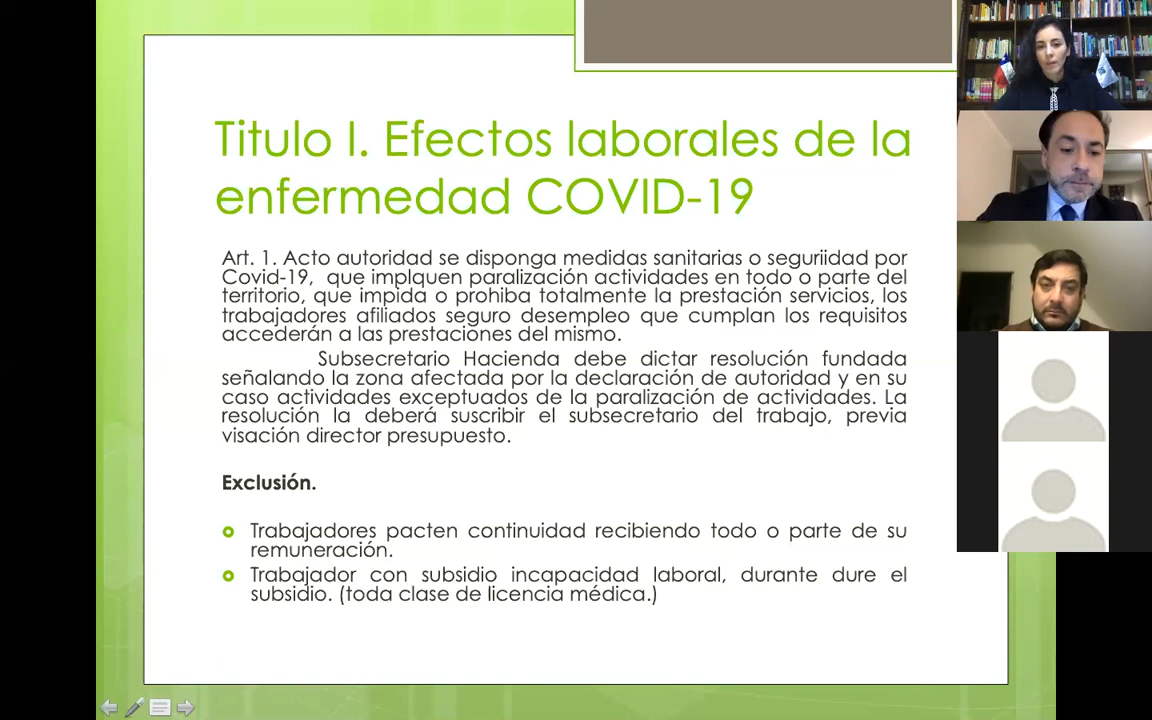 Titulo I. Efectos laborales de la
enfermedad COVID-19
Art. 1. Acto autoridad se disponga medidas sanitarias o seguriidad por
Covid-19, que implquen paralización actividades en todo o parte del
territorio, que impida o prohiba totalmente la prestación servicios, los
trabajadores afiliados seguro desempleo que cumplan los requisitos
accederán a las prestaciones del mismo.
Subsecretario Hacienda debe dictar resolución fundada
señalando la zona afectada por la declaración de autoridad y en su
caso actividades exceptuados de la paralización de actividades. La
resolución la deberá suscribir el subsecretario del trabajo, previa
visación director presupuesto.
Exclusión.
Trabajadores pacten continuidad recibiendo todo o parte de su
remuneración.
Trabajador con subsidio incapacidad laboral, durante dure el
subsidio. (toda clase de licencia médica.)